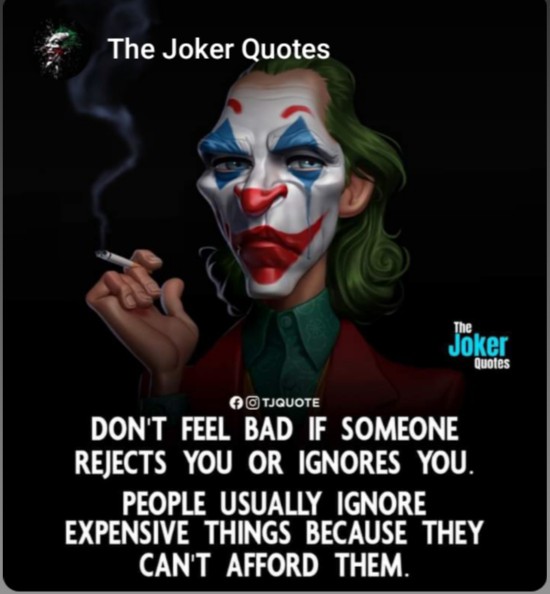 The Joker Quotes
The
Joker
Quotes
TJQUOTE
DON'T FEEL BAD IF SOMEONE
REJECTS YOU OR IGNORES YOU.
PEOPLE USUALLY IGNORE
EXPENSIVE THINGS BECAUSE THEY
CAN'T AFFORD THEM.